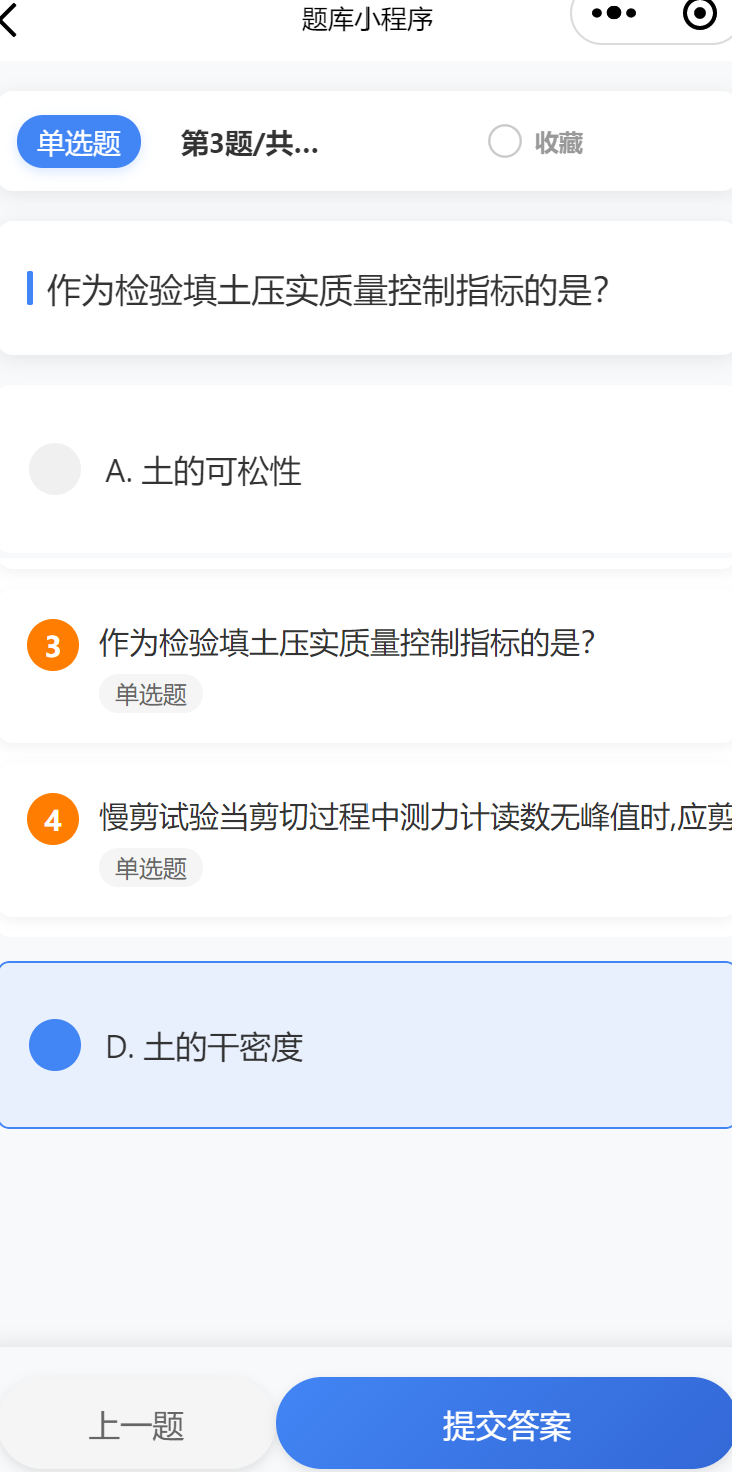 题库小程序
单选题
第3题/共...
收藏
作为检验填土压实质量控制指标的是？
A. 土的可松性
3
作为检验填土压实质量控制指标的是？
单选题
4
慢剪试验当剪切过程中测力计读数无峰值时,应剪
单选题
D. 土的干密度
上一题
提交答案